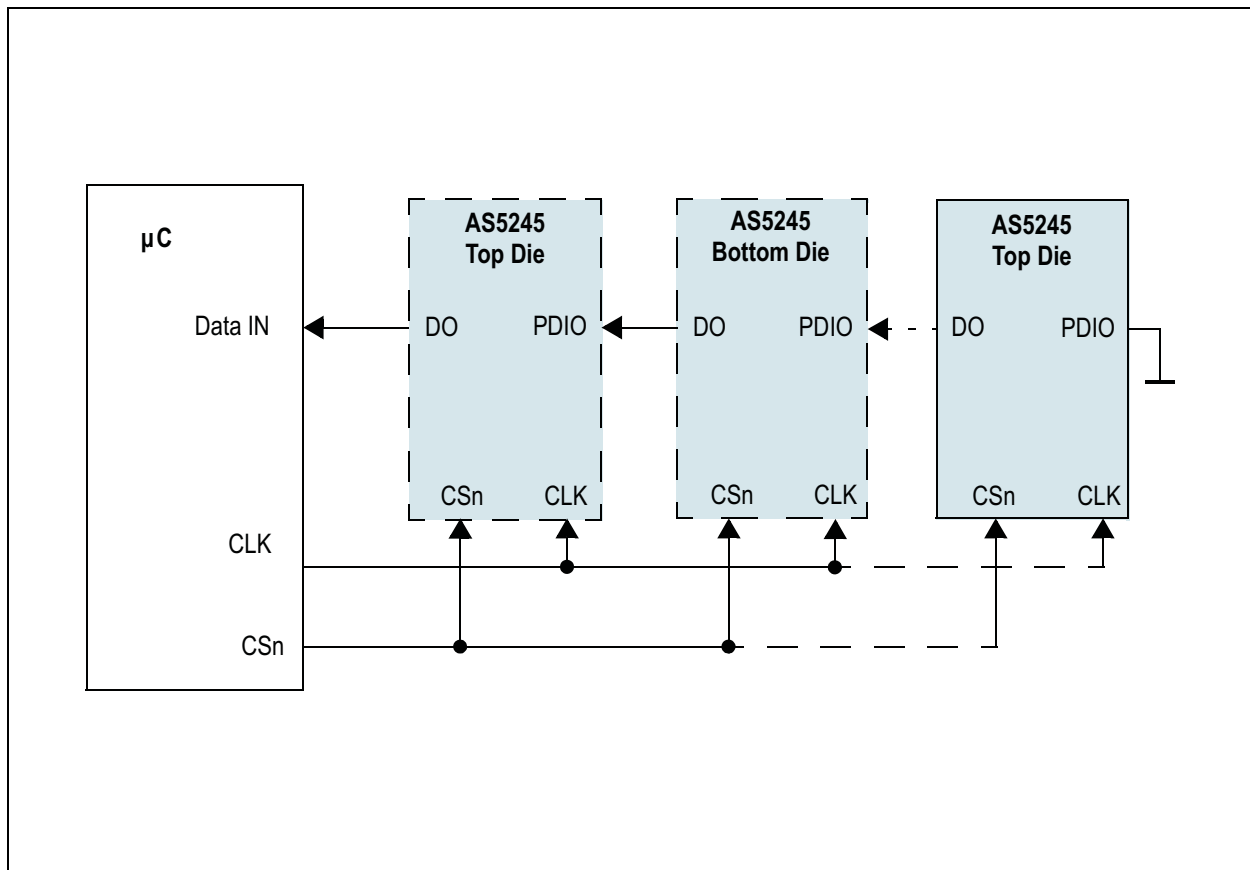 µC
AS5245
Top Die
AS5245
Bottom Die
AS5245
Top Die
Data IN
DO
PDIO
DO
PDIO
DO
PDIO
CSn
CLK
CSn
CLK
CSn
CLK
CLK
CSn